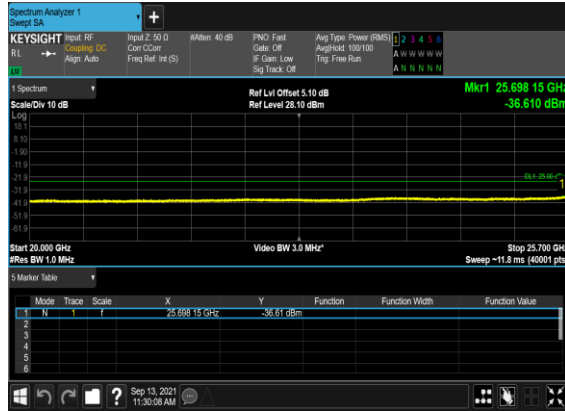 Spectrum Analyzer 1
Swept SA
+
KEYSIGHT Input: RF Input Z: 50 Ω #Atten: 40 dB PNO: Fast Avg Type: Power (RMS) 1 2 3 4 5 6
RL Coupling: DC Corr CCorr Gate: Off Avg|Hold: 100/100 A W W W W W
Align: Auto Freq Ref: Int (S) IF Gain: Low Trig: Free Run
Sig Track: Off A N N N N N
1 Spectrum Ref Lvl Offset 5.10 dB Mkr1 25.698 15 GHz
Scale/Div 10 dB Ref Level 28.10 dBm -36.610 dBm
Log
18.1
8.10
-1.90
-11.9
-21.9 DL1 -25.00
-31.9 1
-41.9
-51.9
-61.9
Start 20.000 GHz Video BW 3.0 MHz* Stop 25.700 GHz
#Res BW 1.0 MHz Sweep ~11.8 ms (40001 pts
5 Marker Table
Mode Trace Scale X Y Function Function Width Function Value
1 N 1 f 25.698 15 GHz -36.61 dBm
2
3
4
5
6
? Sep 13, 2021
11:30:08 AM